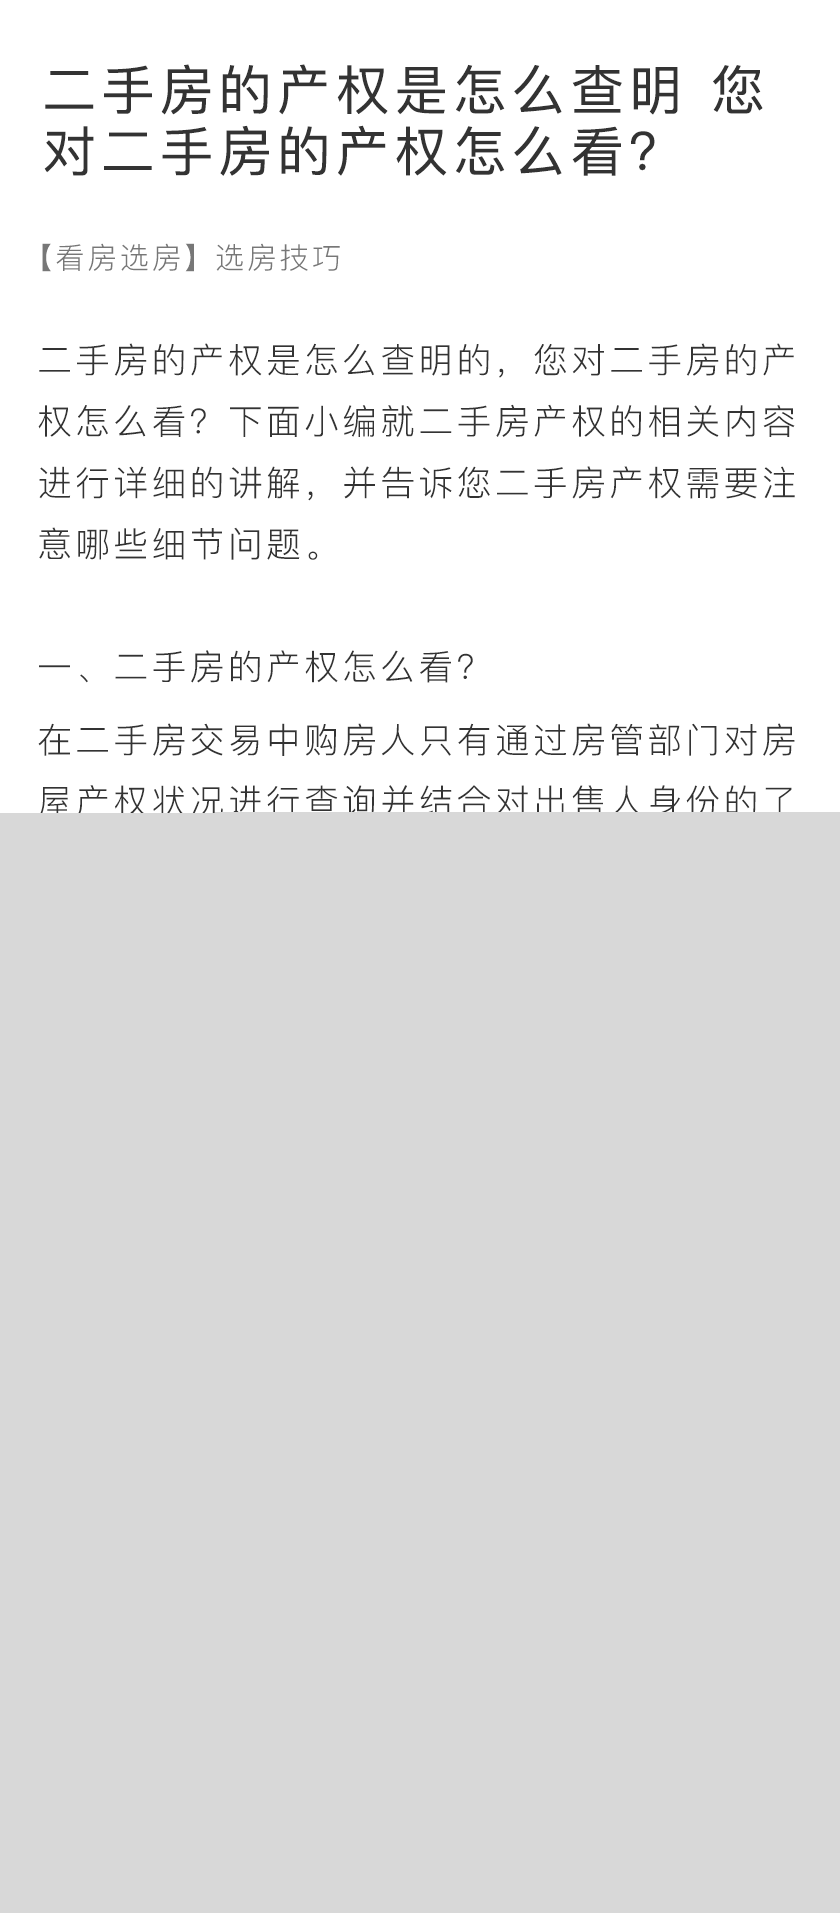 二手房的产权是怎么查明 您
对二手房的产权怎么看？
【看房选房】选房技巧
二手房的产权是怎么查明的，您对二手房的产
权怎么看？下面小编就二手房产权的相关内容
进行详细的讲解，并告诉您二手房产权需要注
意哪些细节问题。
一、二手房的产权怎么看？
在二手房交易中购房人只有通过房管部门对房
屋产权状况进行查询并结合对出售人身份的了